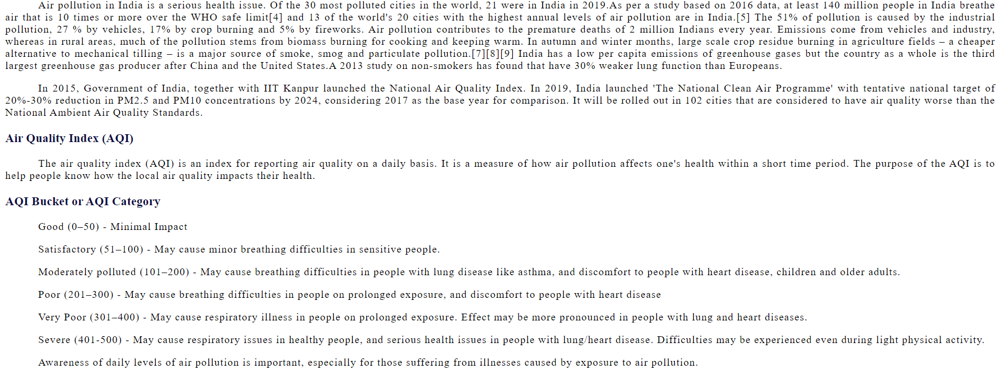 Air pollution in India is a serious health issue. Of the 30 most polluted cities in the world, 21 were in India in 2019.As per a study based on 2016 data, at least 140 million people in India breathe
air that is 10 times or more over the WHO safe limit[4] and 13 of the world's 20 cities with the highest annual levels of air pollution are in India.[5] The 51% of pollution is caused by the industrial
pollution, 27 % by vehicles, 17% by crop burning and 5% by fireworks. Air pollution contributes to the premature deaths of 2 million Indians every year. Emissions come from vehicles and industry,
whereas in rural areas, much of the pollution stems from biomass burning for cooking and keeping warm. In autumn and winter months, large scale crop residue burning in agriculture fields – a cheaper
alternative to mechanical tilling – is a major source of smoke, smog and particulate pollution.[7][8][9] India has a low per capita emissions of greenhouse gases but the country as a whole is the third
largest greenhouse gas producer after China and the United States.A 2013 study on non-smokers has found that have 30% weaker lung function than Europeans.
In 2015, Government of India, together with IIT Kanpur launched the National Air Quality Index. In 2019, India launched 'The National Clean Air Programme' with tentative national target of
20%-30% reduction in PM2.5 and PM10 concentrations by 2024, considering 2017 as the base year for comparison. It will be rolled out in 102 cities that are considered to have air quality worse than the
National Ambient Air Quality Standards.
Air Quality Index (AQI)
The air quality index (AQI) is an index for reporting air quality on a daily basis. It is a measure of how air pollution affects one's health within a short time period. The purpose of the AQI is to
help people know how the local air quality impacts their health.
AQI Bucket or AQI Category
Good (0–50) - Minimal Impact
Satisfactory (51–100) - May cause minor breathing difficulties in sensitive people.
Moderately polluted (101–200) - May cause breathing difficulties in people with lung disease like asthma, and discomfort to people with heart disease, children and older adults.
Poor (201–300) - May cause breathing difficulties in people on prolonged exposure, and discomfort to people with heart disease
Very Poor (301–400) - May cause respiratory illness in people on prolonged exposure. Effect may be more pronounced in people with lung and heart diseases.
Severe (401-500) - May cause respiratory issues in healthy people, and serious health issues in people with lung/heart disease. Difficulties may be experienced even during light physical activity.
Awareness of daily levels of air pollution is important, especially for those suffering from illnesses caused by exposure to air pollution.